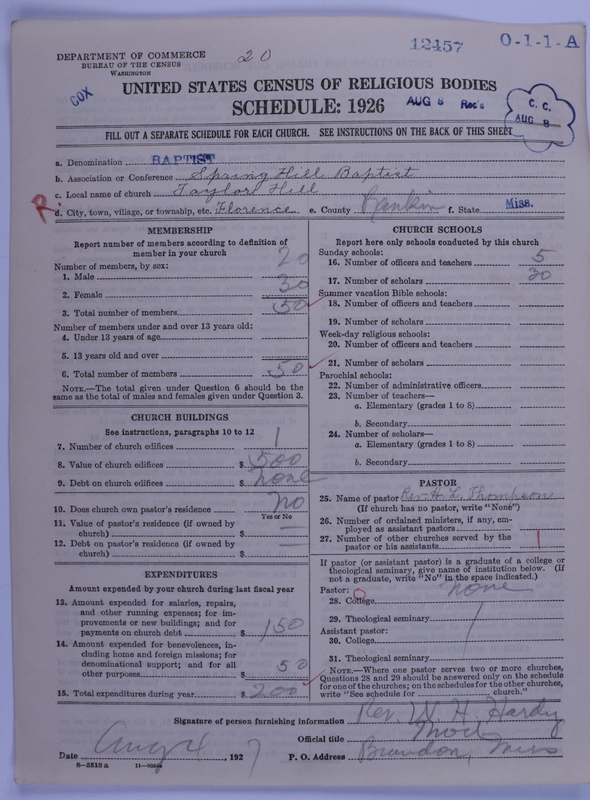 DEPARTMENT OF COMMERCE
BUREAU OF THE CENSUS
WASHINGTON
20
12457
0-1-1-A
COX
UNITED STATES CENSUS OF RELIGIOUS BODIES
SCHEDULE: 1926
AUG 8 Rec'd
C. C.
AUG 8
FILL OUT A SEPARATE SCHEDULE FOR EACH CHURCH. SEE INSTRUCTIONS ON THE BACK OF THIS SHEET
a. Denomination BAPTIST
b. Association or Conference Spring Hill Baptist
c. Local name of church Taylor Hill
R
d. City, town, village, or township, etc. Florence e. County Rankin f. State Miss.
MEMBERSHIP
Report number of members according to definition of
member in your church
Number of members, by sex:
1. Male 20
2. Female 30
3. Total number of members 50
Number of members under and over 13 years old:
4. Under 13 years of age
5. 13 years old and over
6. Total number of members 50
NOTE.—The total given under Question 6 should be the
same as the total of males and females given under Question 3.
CHURCH BUILDINGS
See instructions, paragraphs 10 to 12
7. Number of church edifices 1
8. Value of church edifices $ 500
9. Debt on church edifices $ none
10. Does church own pastor's residence no
Yes or No
11. Value of pastor's residence (if owned by
church) $ —
12. Debt on pastor's residence (if owned by
church) $
EXPENDITURES
Amount expended by your church during last fiscal year
13. Amount expended for salaries, repairs,
and other running expenses; for im-
provements or new buildings; and for
payments on church debt $ 150
14. Amount expended for benevolences, in-
cluding home and foreign missions; for
denominational support; and for all
other purposes $ 50
15. Total expenditures during year $ 200
CHURCH SCHOOLS
Report here only schools conducted by this church
Sunday schools:
16. Number of officers and teachers 5
17. Number of scholars 30
Summer vacation Bible schools:
18. Number of officers and teachers
19. Number of scholars
Week-day religious schools:
20. Number of officers and teachers
21. Number of scholars
Parochial schools:
22. Number of administrative officers
23. Number of teachers—
a. Elementary (grades 1 to 8)
b. Secondary
24. Number of scholars—
a. Elementary (grades 1 to 8)
b. Secondary
PASTOR
25. Name of pastor Rev. H. L. Thompson
(If church has no pastor, write "None")
26. Number of ordained ministers, if any, em-
ployed as assistant pastors
27. Number of other churches served by the
pastor or his assistants 1
If pastor (or assistant pastor) is a graduate of a college or
theological seminary, give name of institution below. (If
not a graduate, write "No" in the space indicated.)
Pastor: none
28. College
29. Theological seminary
Assistant pastor:
30. College
31. Theological seminary
NOTE.—Where one pastor serves two or more churches,
Questions 28 and 29 should be answered only on the schedule
for one of the churches; on the schedules for the other churches,
write "See schedule for church."
Signature of person furnishing information Rev. W. H. Hardy
Official title Mod
Date Aug 4, 1927 P. O. Address Brandon, Miss
8-5518 a